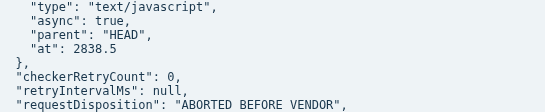 "type": "text/javascript",
"async": true,
"parent": "HEAD",
"at": 2838.5
},
"checkerRetryCount": 0,
"retryIntervalMs": null,
"requestDisposition": "ABORTED BEFORE VENDOR",